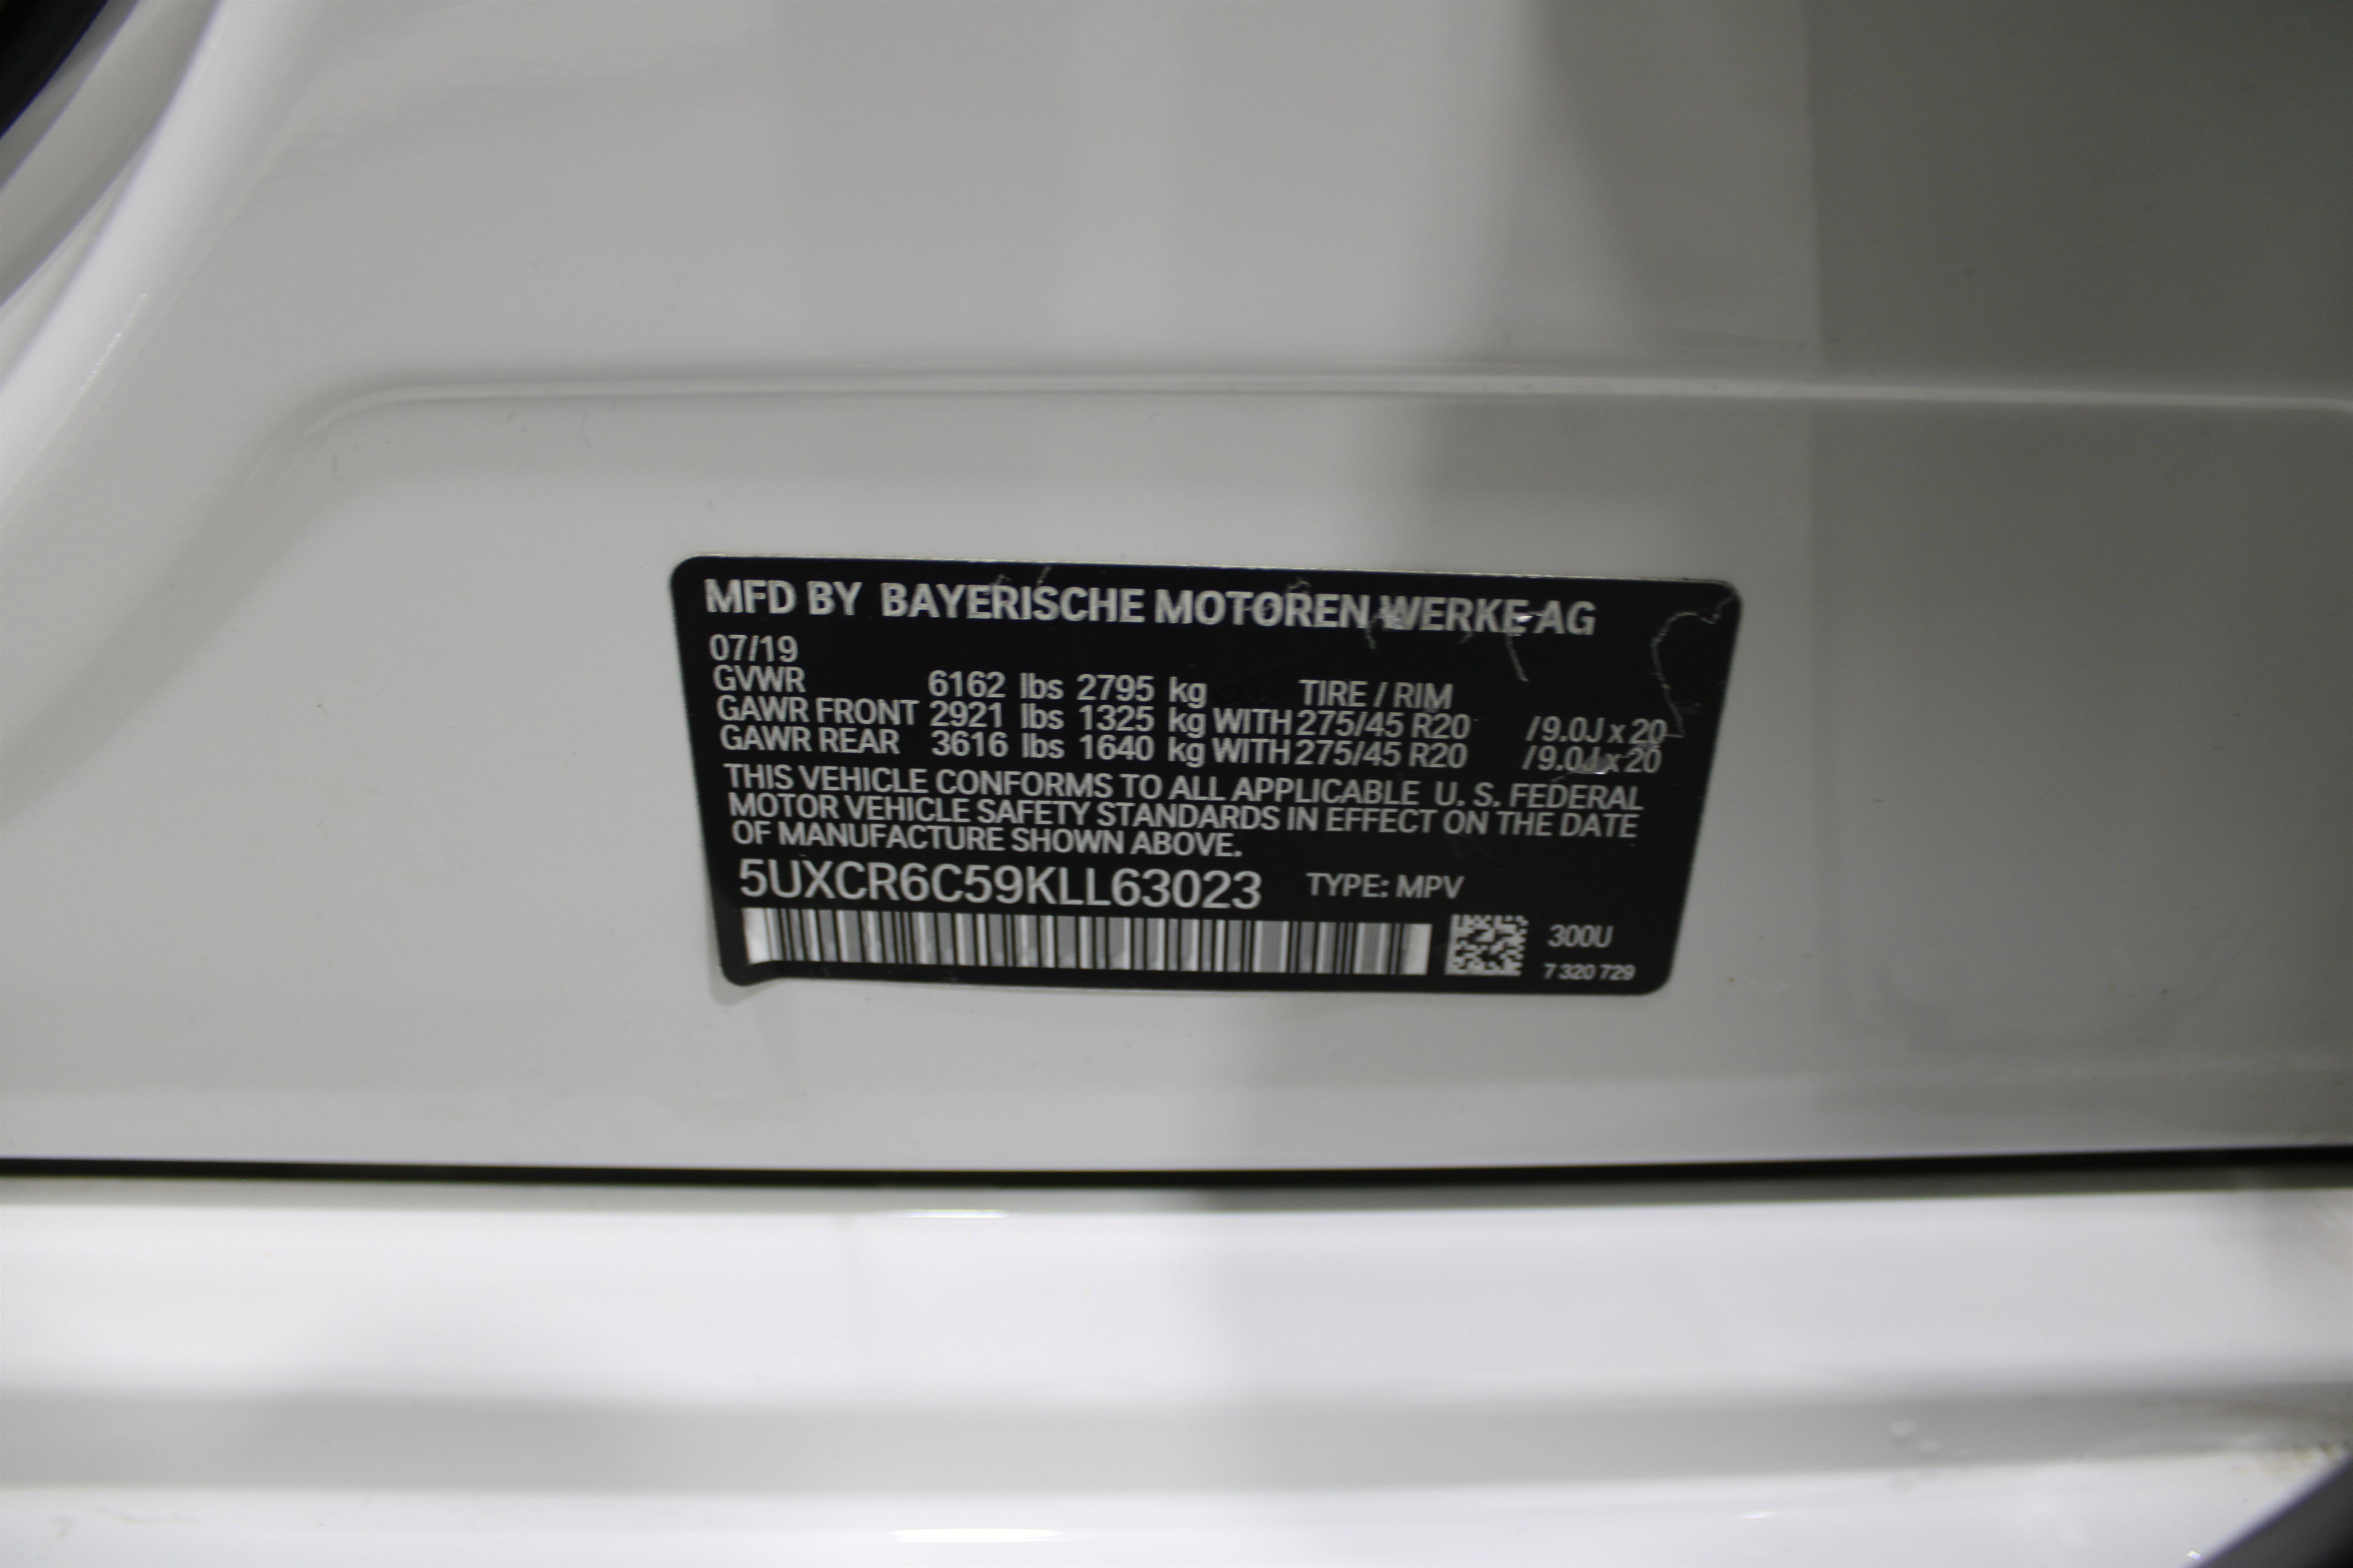 MFD BY BAYERISCHE MOTOREN WERKE AG
07/19
GVWR 6162 lbs 2795 kg TIRE / RIM
GAWR FRONT 2921 lbs 1325 kg WITH 275/45 R20 / 9.0J x 20
GAWR REAR 3616 lbs 1640 kg WITH 275/45 R20 / 9.0J x 20
THIS VEHICLE CONFORMS TO ALL APPLICABLE U. S. FEDERAL
MOTOR VEHICLE SAFETY STANDARDS IN EFFECT ON THE DATE
OF MANUFACTURE SHOWN ABOVE.
5UXCR6C59KLL63023 TYPE: MPV
300U
7 320 729